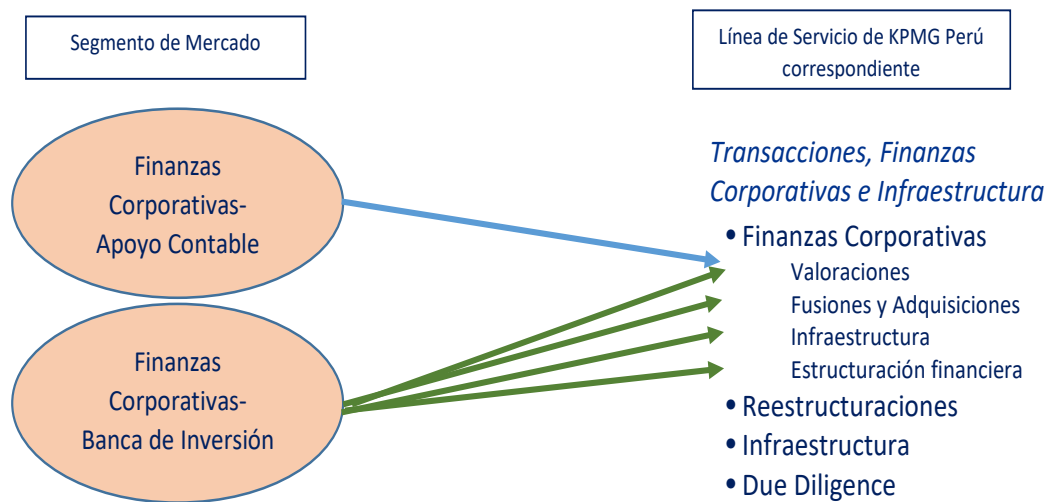 Segmento de Mercado
Línea de Servicio de KPMG Perú
correspondiente
Finanzas
Corporativas-
Apoyo Contable
Finanzas
Corporativas-
Banca de Inversión
Transacciones, Finanzas
Corporativas e Infraestructura
• Finanzas Corporativas
Valoraciones
Fusiones y Adquisiciones
Infraestructura
Estructuración financiera
• Reestructuraciones
• Infraestructura
• Due Diligence